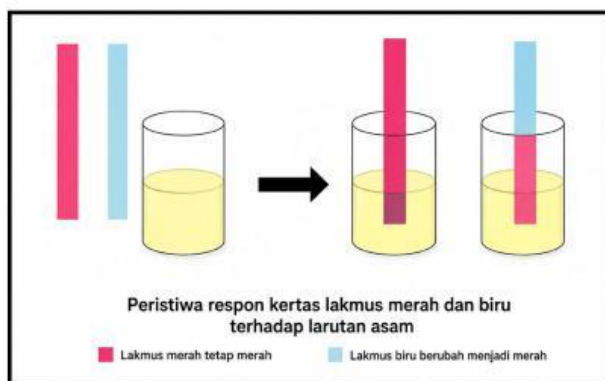 Peristiwa respon kertas lakmus merah dan biru
terhadap larutan asam
Lakmus merah tetap merah
Lakmus biru berubah menjadi merah